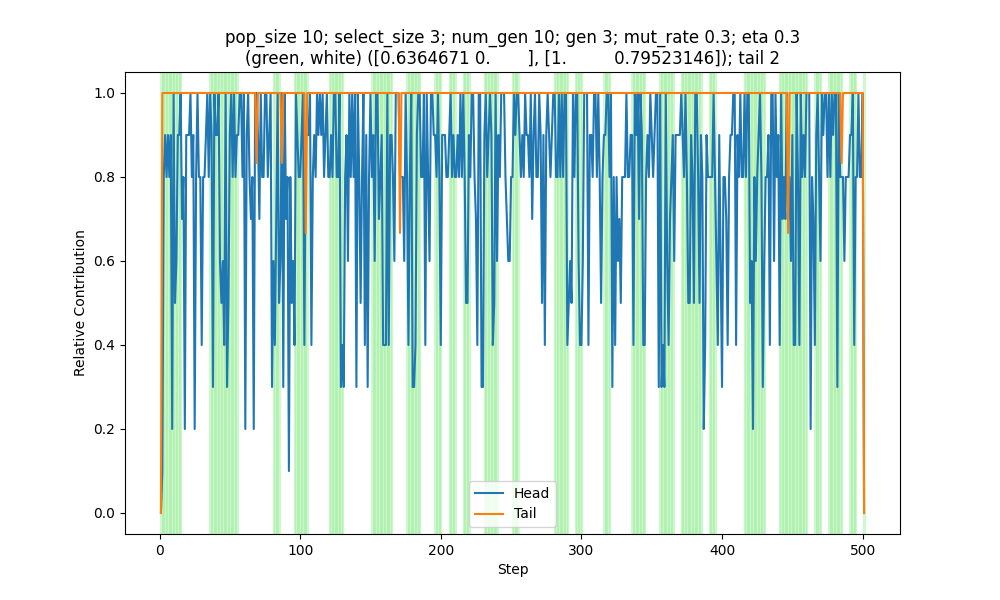 pop_size 10; select_size 3; num_gen 10; gen 3; mut_rate 0.3; eta 0.3
(green, white) ([0.6364671 0.        ], [1.         0.79523146]); tail 2
1.0
0.8
0.6
0.4
0.2
0.0
Relative Contribution
Head
Tail
0 100 200 300 400 500
Step